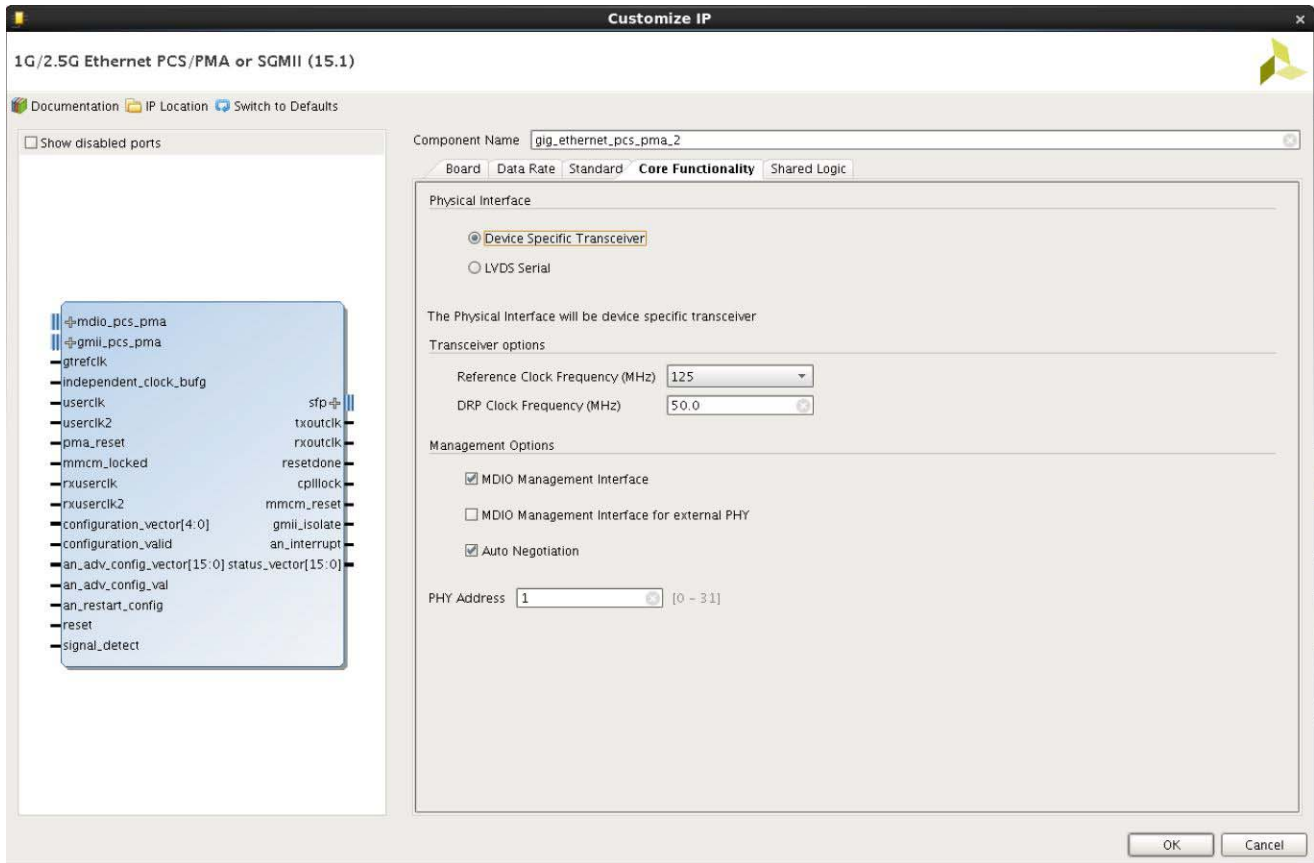 Customize IP
1G/2.5G Ethernet PCS/PMA or SGMII (15.1)
Documentation IP Location Switch to Defaults
Show disabled ports
mdio_pcs_pma
gmii_pcs_pma
gtrefclk
independent_clock_bufg
userclk
userclk2
pma_reset
mmcm_locked
rxuserclk
rxuserclk2
configuration_vector[4:0]
configuration_valid
an_adv_config_vector[15:0]
an_adv_config_val
an_restart_config
reset
signal_detect
sfp
txoutclk
rxoutclk
resetdone
cplllock
mmcm_reset
gmii_isolate
an_interrupt
status_vector[15:0]
Component Name gig_ethernet_pcs_pma_2
Board Data Rate Standard Core Functionality Shared Logic
Physical Interface
Device Specific Transceiver
LVDS Serial
The Physical Interface will be device specific transceiver
Transceiver options
Reference Clock Frequency (MHz) 125
DRP Clock Frequency (MHz) 50.0
Management Options
MDIO Management Interface
MDIO Management Interface for external PHY
Auto Negotiation
PHY Address 1 [0 - 31]
OK Cancel